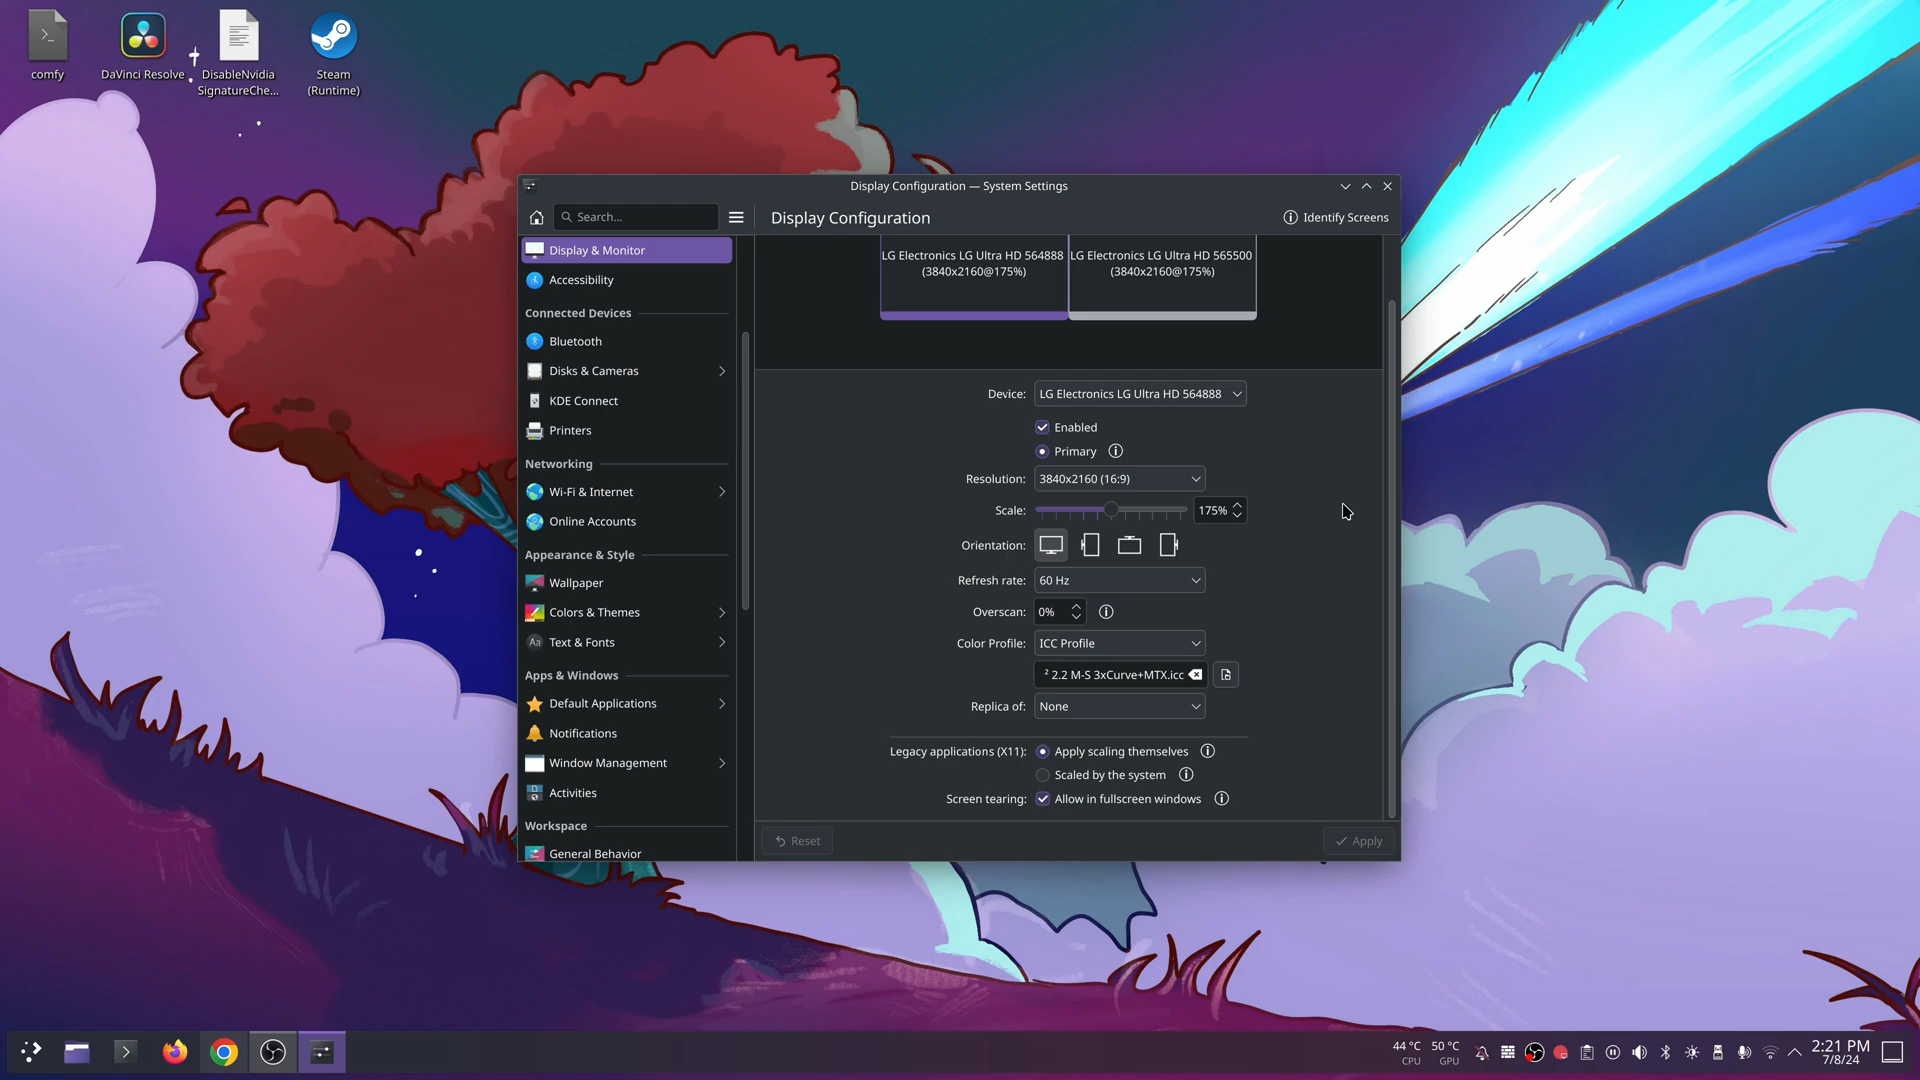 comfy
DaVinci Resolve
DisableNvidia
SignatureChe...
Steam
(Runtime)
Display Configuration — System Settings
Search...
Display Configuration
Identify Screens
Display & Monitor
Accessibility
Connected Devices
Bluetooth
Disks & Cameras
KDE Connect
Printers
Networking
Wi-Fi & Internet
Online Accounts
Appearance & Style
Wallpaper
Colors & Themes
Aa Text & Fonts
Apps & Windows
Default Applications
Notifications
Window Management
Activities
Workspace
General Behavior
LG Electronics LG Ultra HD 564888
(3840x2160@175%)
LG Electronics LG Ultra HD 565500
(3840x2160@175%)
Device: LG Electronics LG Ultra HD 564888
Enabled
Primary
Resolution: 3840x2160 (16:9)
Scale: 175%
Orientation:
Refresh rate: 60 Hz
Overscan: 0%
Color Profile: ICC Profile
² 2.2 M-S 3xCurve+MTX.icc
Replica of: None
Legacy applications (X11): Apply scaling themselves
Scaled by the system
Screen tearing: Allow in fullscreen windows
Reset
Apply
44 °C
CPU
50 °C
GPU
2:21 PM
7/8/24